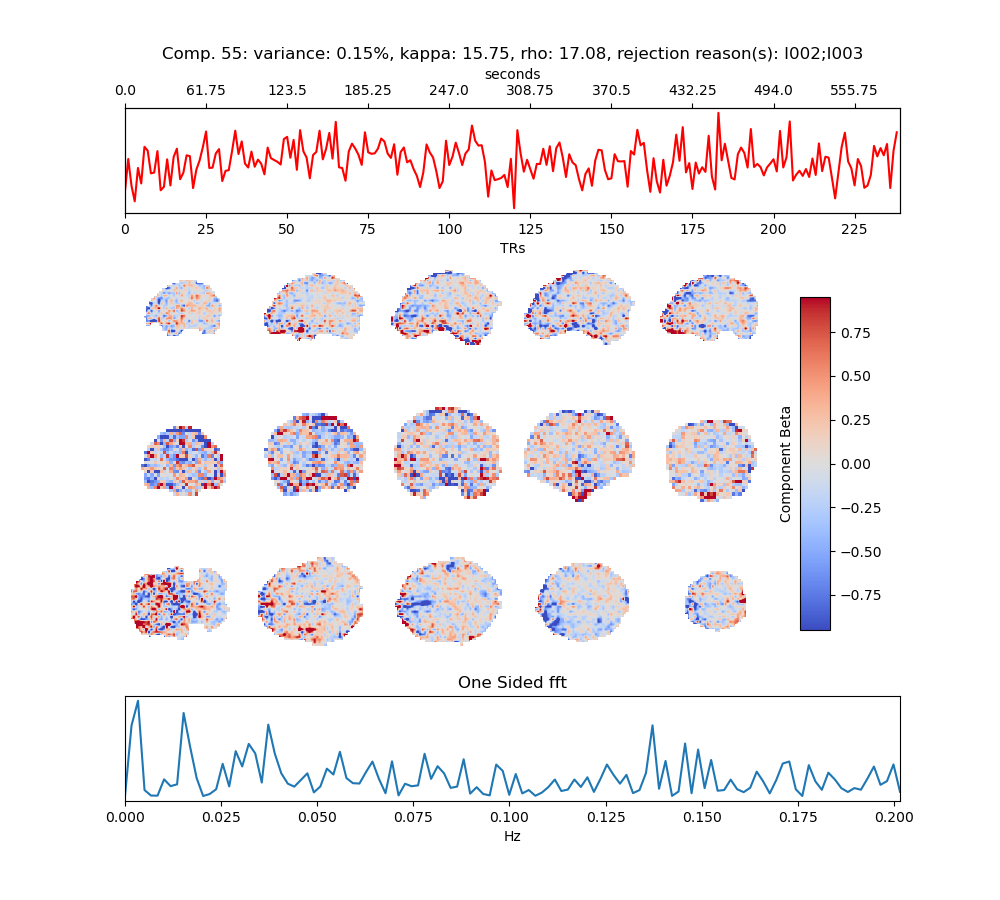 Comp. 55: variance: 0.15%, kappa: 15.75, rho: 17.08, rejection reason(s): I002;I003
seconds
0.0 61.75 123.5 185.25 247.0 308.75 370.5 432.25 494.0 555.75
0 25 50 75 100 125 150 175 200 225
TRs
0.75
0.50
0.25
0.00
−0.25
−0.50
−0.75
Component Beta
One Sided fft
0.000 0.025 0.050 0.075 0.100 0.125 0.150 0.175 0.200
Hz